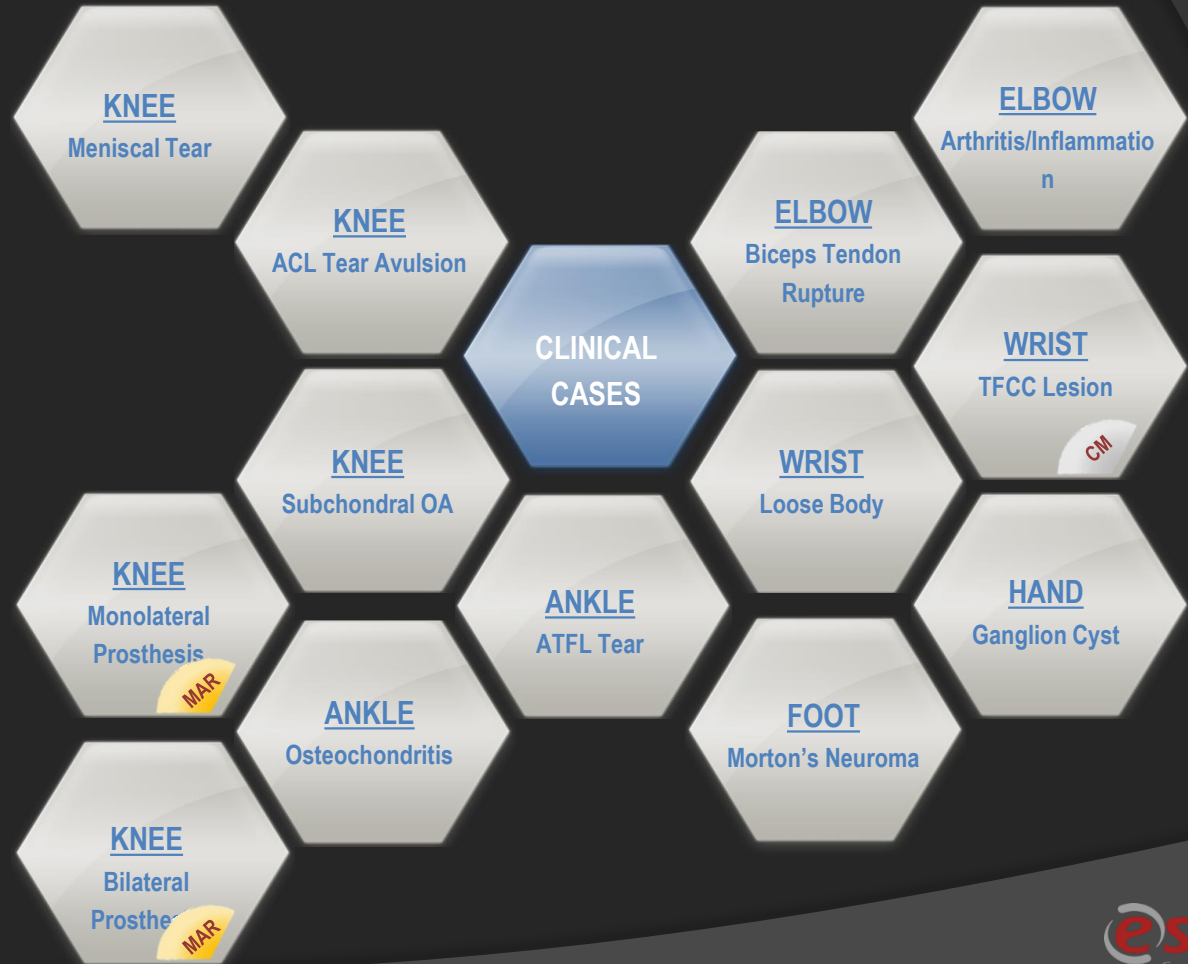 KNEE
Meniscal Tear
KNEE
ACL Tear Avulsion
CLINICAL
CASES
ELBOW
Biceps Tendon
Rupture
ELBOW
Arthritis/Inflammatio
n
WRIST
TFCC Lesion
CM
KNEE
Subchondral OA
WRIST
Loose Body
KNEE
Monolateral
Prosthesis
MAR
ANKLE
ATFL Tear
HAND
Ganglion Cyst
ANKLE
Osteochondritis
FOOT
Morton's Neuroma
KNEE
Bilateral
Prosthe
MAR
es